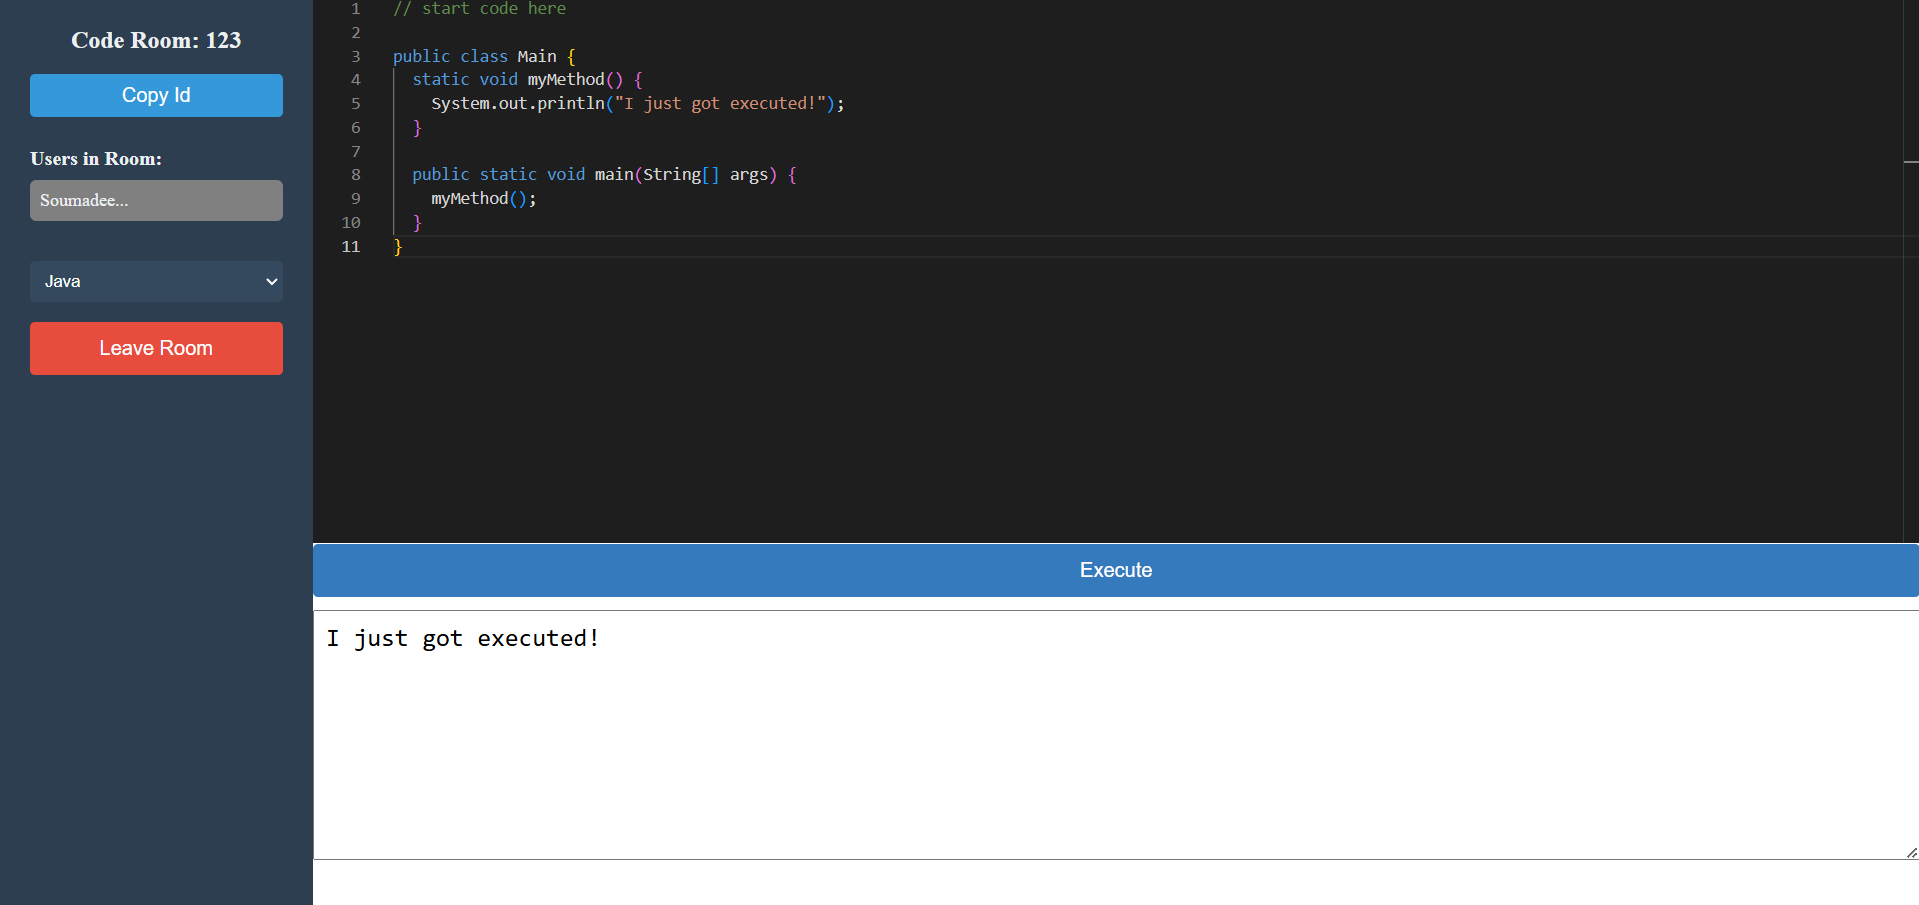 Code Room: 123
Copy Id
Users in Room:
Soumadee...
Java
Leave Room
1 // start code here
2
3 public class Main {
4   static void myMethod() {
5     System.out.println("I just got executed!");
6   }
7
8   public static void main(String[] args) {
9     myMethod();
10   }
11 }
Execute
I just got executed!